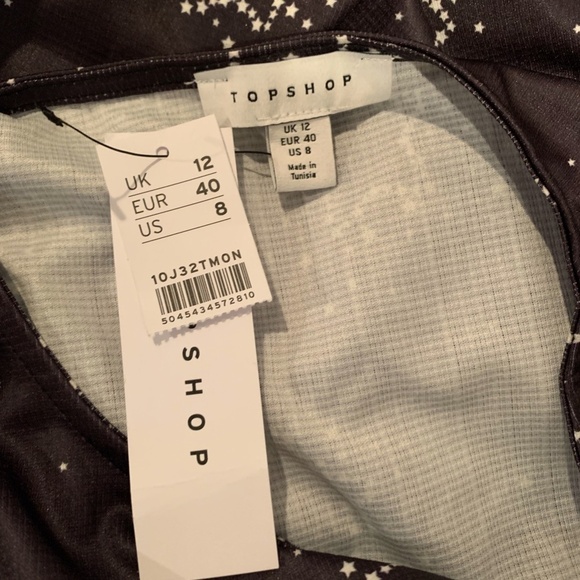 TOPSHOP
UK 12
EUR 40
US 8
Made in
Tunisia
UK 12
EUR 40
US 8
10J32TMON
5045434572810
SHOP